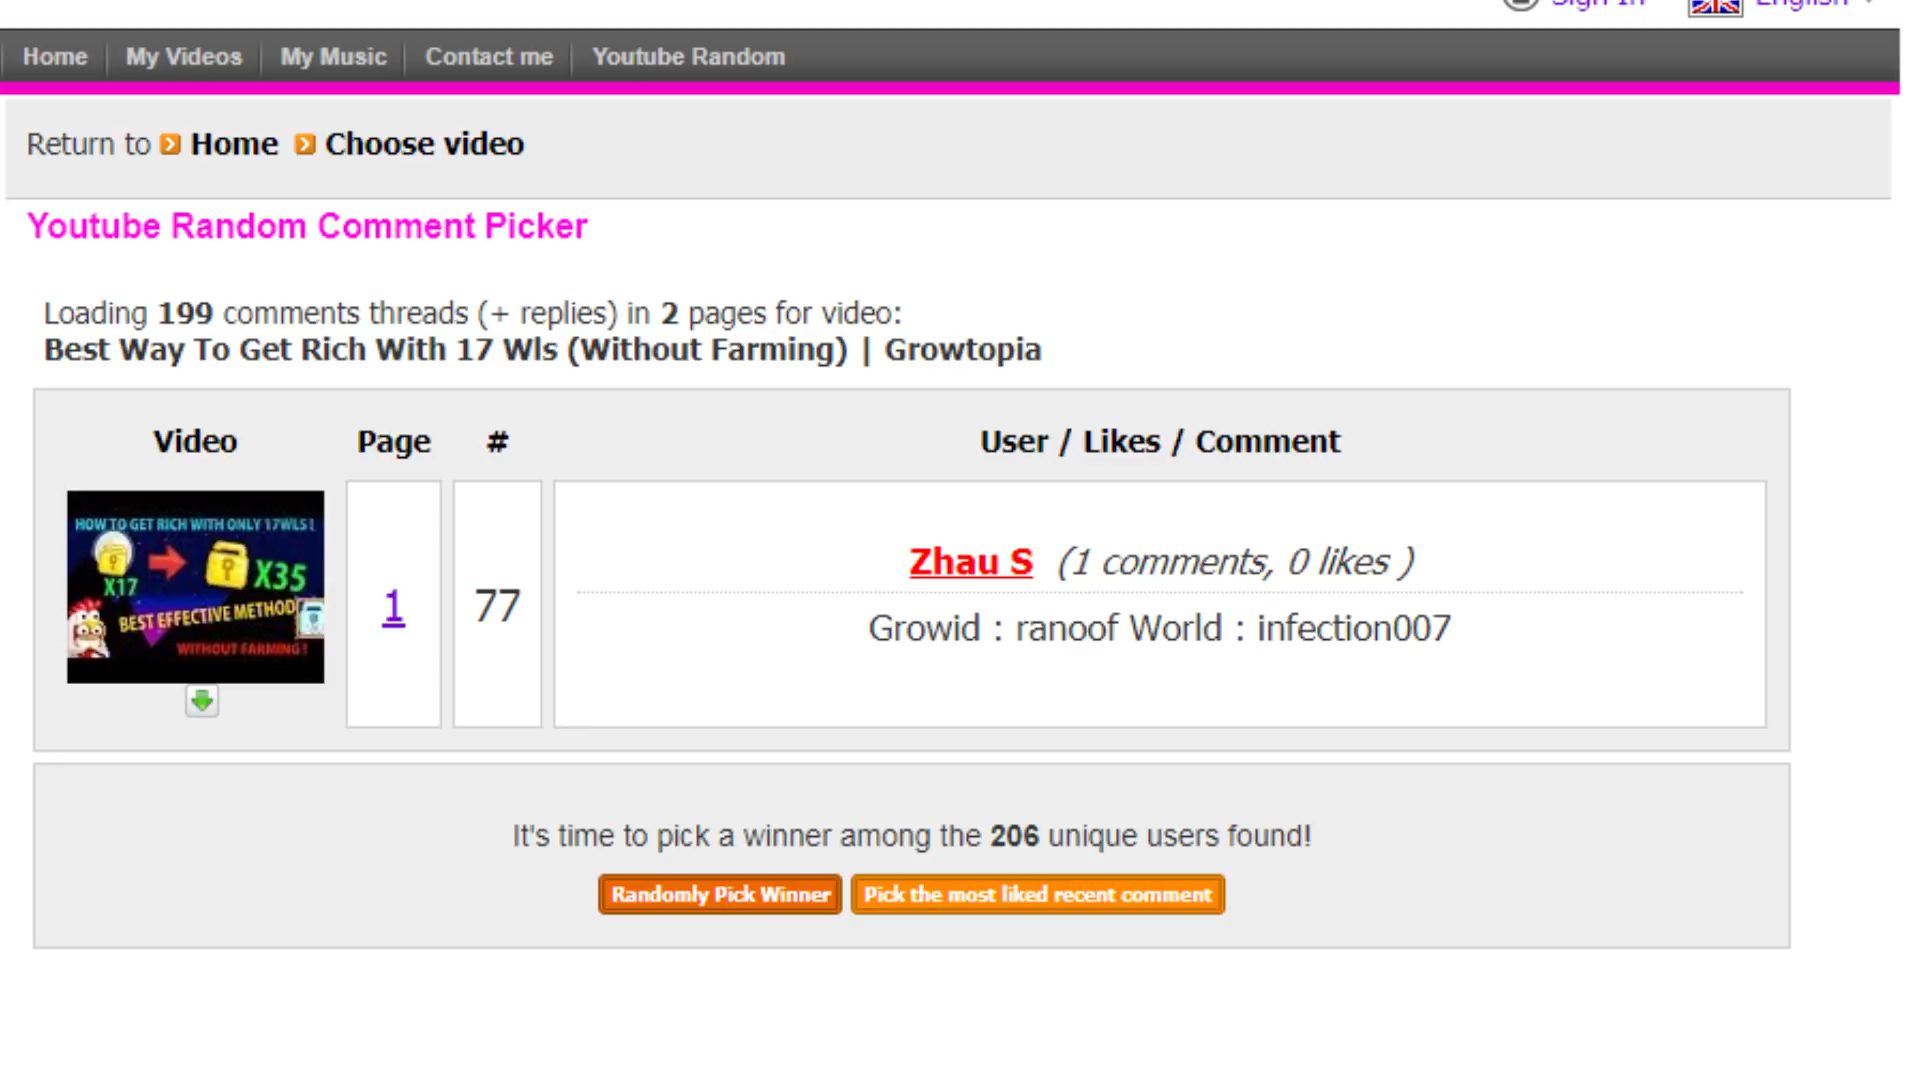 Sign In English
Home My Videos My Music Contact me Youtube Random
Return to Home Choose video
Youtube Random Comment Picker
Loading 199 comments threads (+ replies) in 2 pages for video:
Best Way To Get Rich With 17 Wls (Without Farming) | Growtopia
Video Page # User / Likes / Comment
HOW TO GET RICH WITH ONLY 17WLS!
X17 X35
BEST EFFECTIVE METHOD
WITHOUT FARMING!
1 77
Zhau S (1 comments, 0 likes )
Growid : ranoof World : infection007
It's time to pick a winner among the 206 unique users found!
Randomly Pick Winner Pick the most liked recent comment